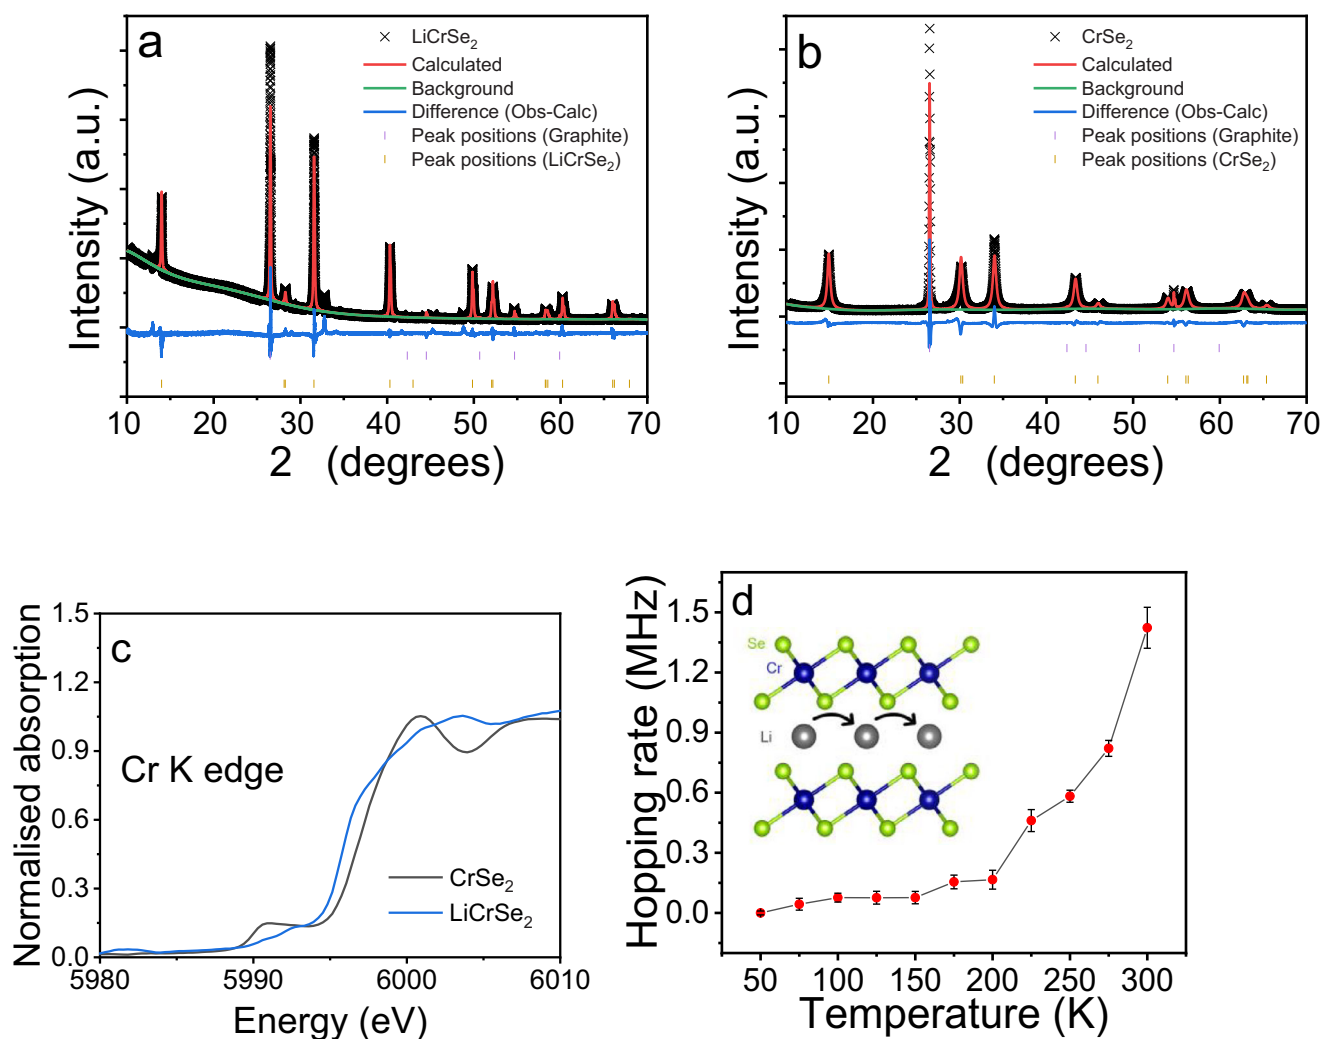 a
LiCrSe₂
Calculated
Background
Difference (Obs-Calc)
Peak positions (Graphite)
Peak positions (LiCrSe₂)
Intensity (a.u.)
10 20 30 40 50 60 70
2 (degrees)
b
CrSe₂
Calculated
Background
Difference (Obs-Calc)
Peak positions (Graphite)
Peak positions (CrSe₂)
Intensity (a.u.)
10 20 30 40 50 60 70
2 (degrees)
c
Normalised absorption
1.5
1.2
0.9
0.6
0.3
0.0
Cr K edge
CrSe₂
LiCrSe₂
5980 5990 6000 6010
Energy (eV)
d
Hopping rate (MHz)
1.5
1.2
0.9
0.6
0.3
0.0
Se
Cr
Li
50 100 150 200 250 300
Temperature (K)